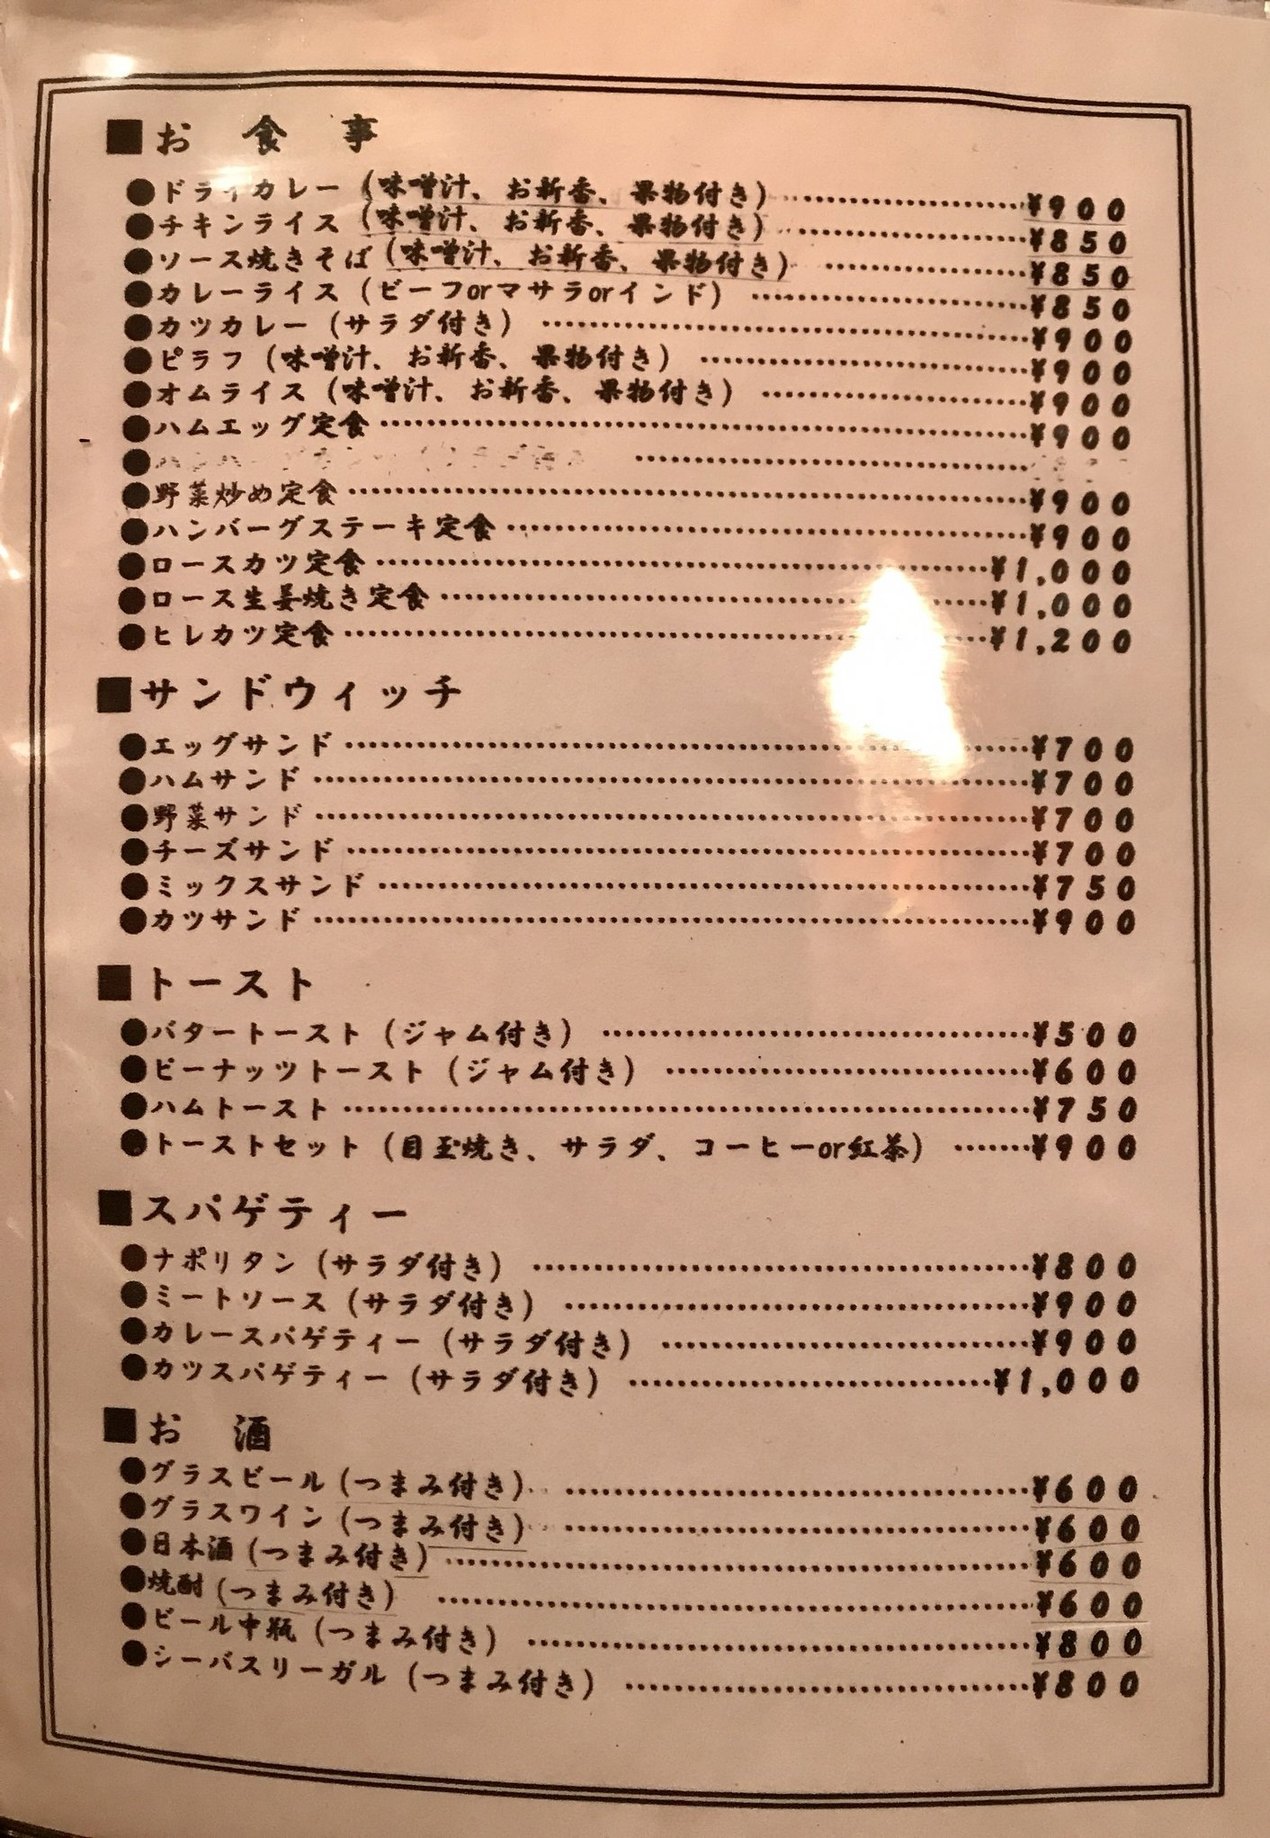 ■お食事
●ドライカレー（味噌汁、お新香、果物付き）…¥900
●チキンライス（味噌汁、お新香、果物付き）…¥850
●ソース焼きそば（味噌汁、お新香、果物付き）…¥850
●カレーライス（ビーフorマサラorインド）…¥850
●カツカレー（サラダ付き）…¥900
●ピラフ（味噌汁、お新香、果物付き）…¥900
●オムライス（味噌汁、お新香、果物付き）…¥900
●ハムエッグ定食…¥900
●野菜炒め定食…¥900
●ハンバーグステーキ定食…¥900
●ロースカツ定食…¥1,000
●ロース生姜焼き定食…¥1,000
●ヒレカツ定食…¥1,200
■サンドウィッチ
●エッグサンド…¥700
●ハムサンド…¥700
●野菜サンド…¥700
●チーズサンド…¥700
●ミックスサンド…¥750
●カツサンド…¥900
■トースト
●バタートースト（ジャム付き）…¥500
●ピーナッツトースト（ジャム付き）…¥600
●ハムトースト…¥750
●トーストセット（目玉焼き、サラダ、コーヒーor紅茶）…¥900
■スパゲティー
●ナポリタン（サラダ付き）…¥800
●ミートソース（サラダ付き）…¥900
●カレースパゲティー（サラダ付き）…¥900
●カツスパゲティー（サラダ付き）…¥1,000
■お酒
●グラスビール（つまみ付き）…¥600
●グラスワイン（つまみ付き）…¥600
●日本酒（つまみ付き）…¥600
●焼酎（つまみ付き）…¥600
●ビール中瓶（つまみ付き）…¥800
●シーバスリーガル（つまみ付き）…¥800